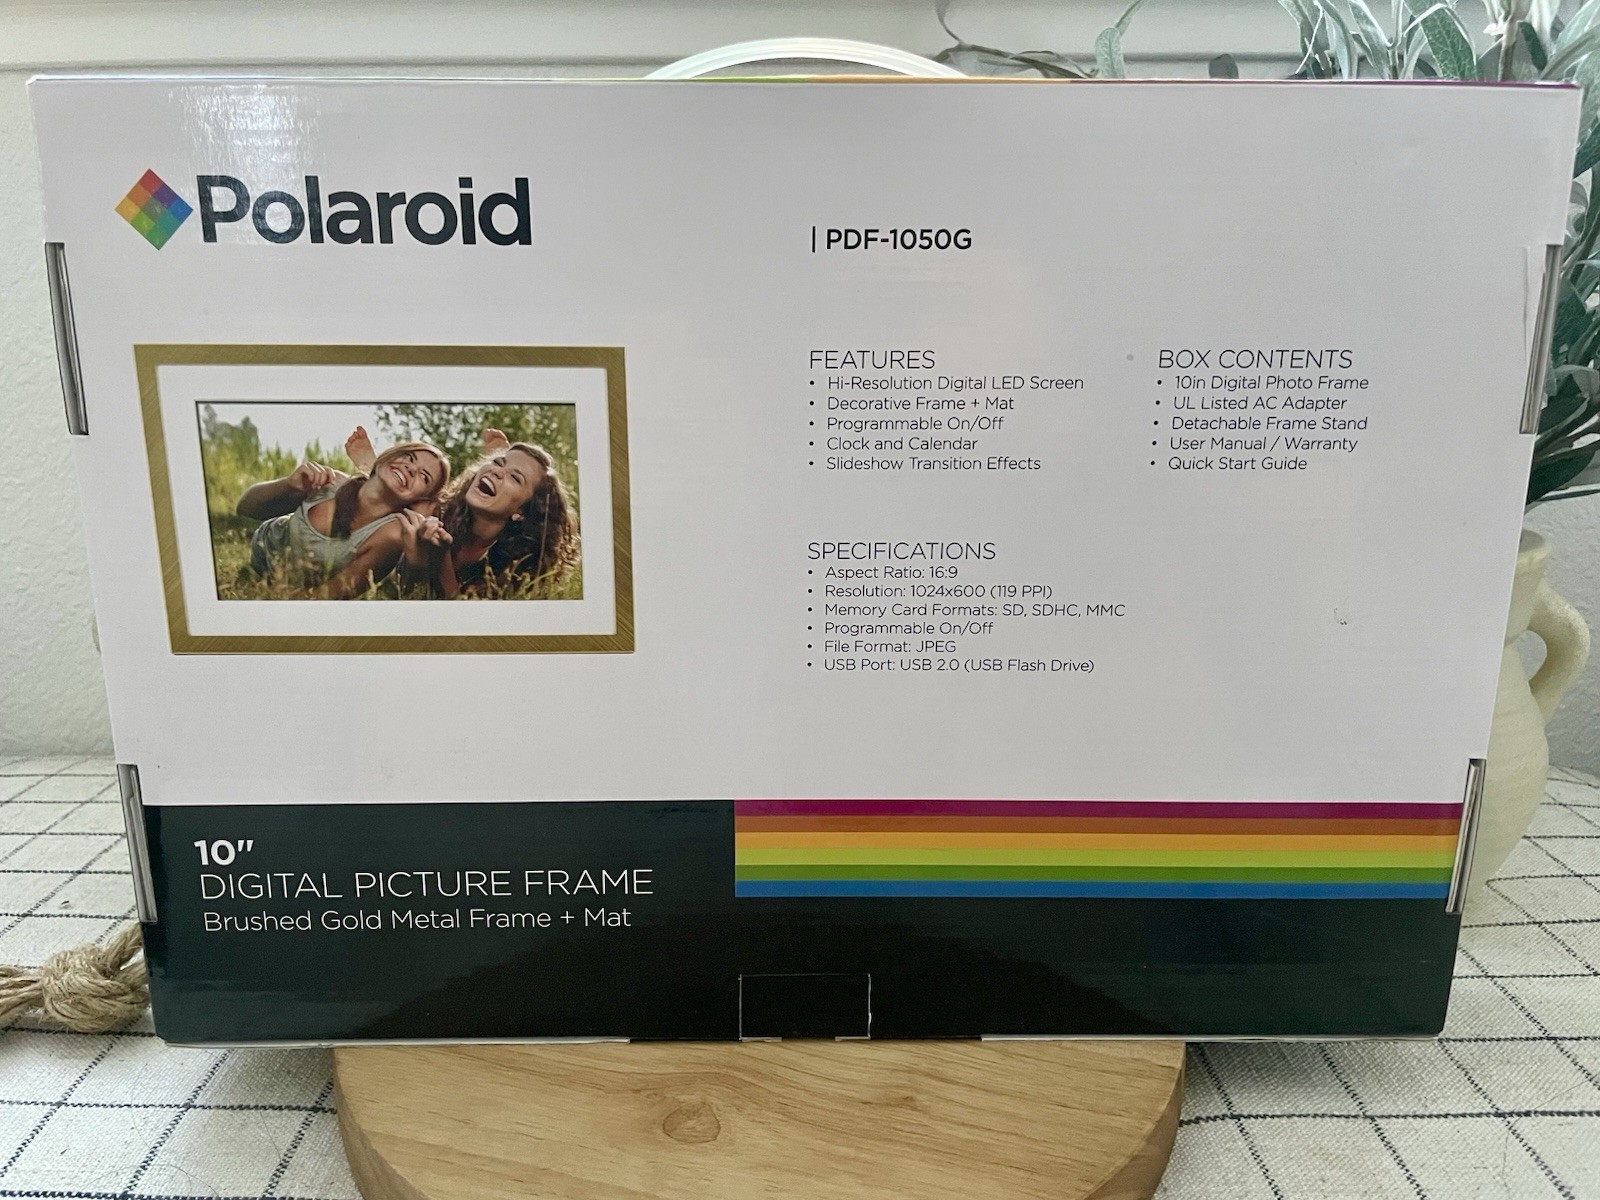 Polaroid
| PDF-1050G
FEATURES
• Hi-Resolution Digital LED Screen
• Decorative Frame + Mat
• Programmable On/Off
• Clock and Calendar
• Slideshow Transition Effects
BOX CONTENTS
• 10in Digital Photo Frame
• UL Listed AC Adapter
• Detachable Frame Stand
• User Manual / Warranty
• Quick Start Guide
SPECIFICATIONS
• Aspect Ratio: 16:9
• Resolution: 1024x600 (119 PPI)
• Memory Card Formats: SD, SDHC, MMC
• Programmable On/Off
• File Format: JPEG
• USB Port: USB 2.0 (USB Flash Drive)
10"
DIGITAL PICTURE FRAME
Brushed Gold Metal Frame + Mat